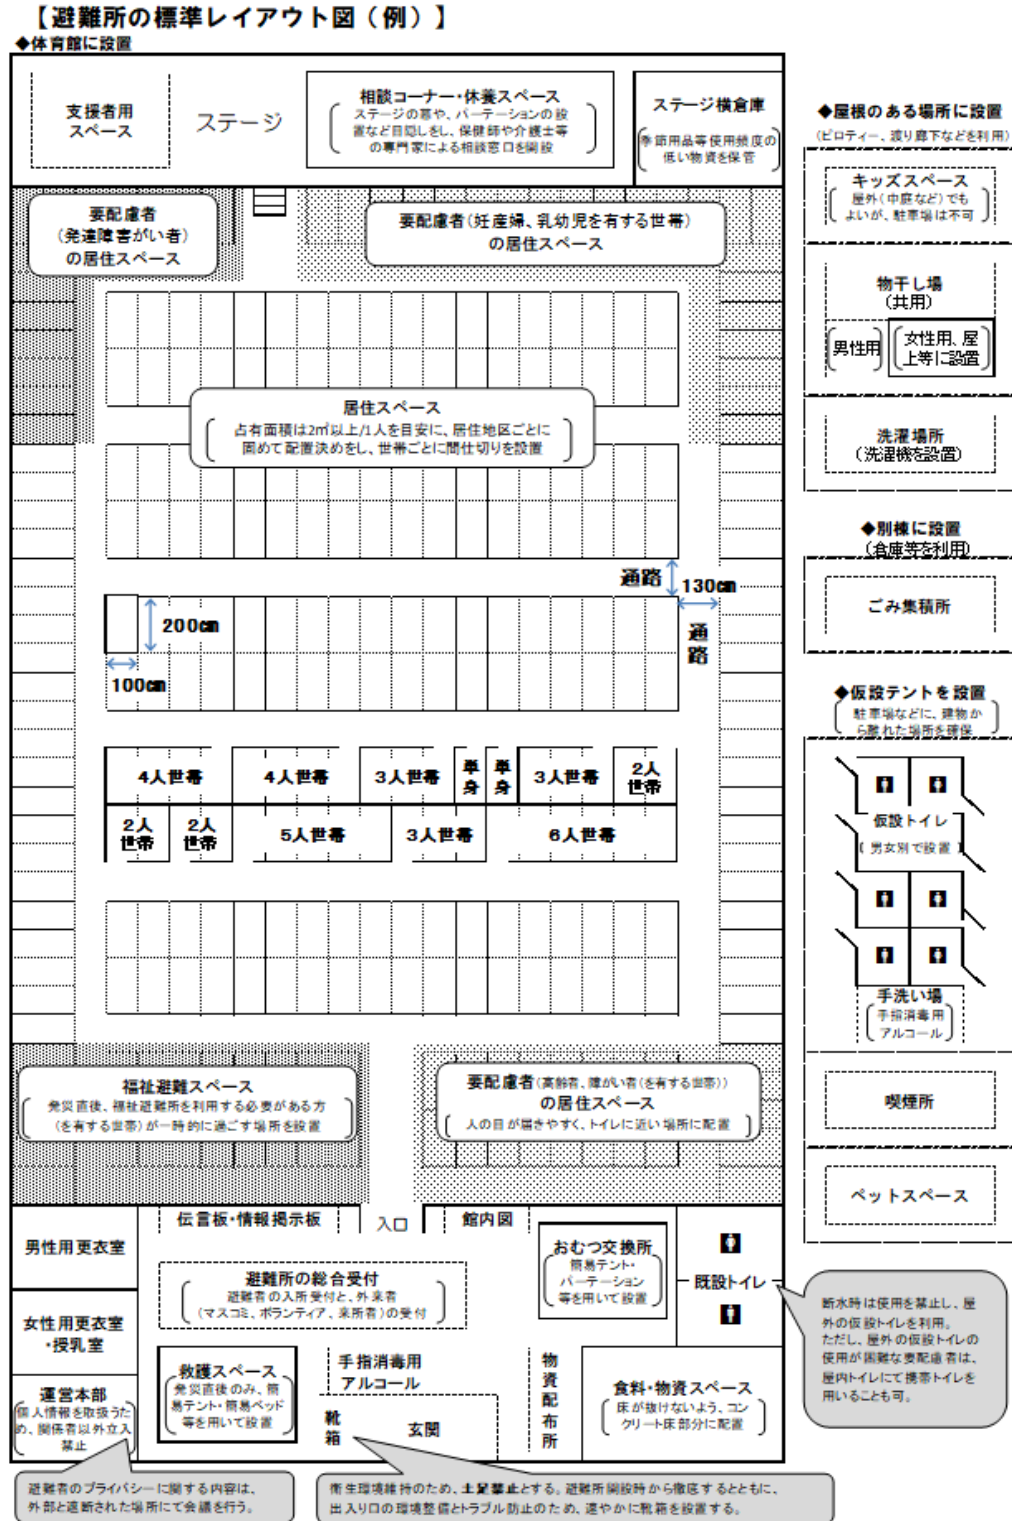 【避難所の標準レイアウト図（例）】
◆体育館に設置
支援者用
スペース
ステージ
相談コーナー・休養スペース
ステージの幕や、パーテーションの設
置など目隠しをし、保健師や介護士等
の専門家による相談窓口を開設
ステージ横倉庫
季節用品等使用頻度の
低い物資を保管
要配慮者
（発達障害がい者）
の居住スペース
要配慮者（妊産婦、乳幼児を有する世帯）
の居住スペース
居住スペース
占有面積は2㎡以上/1人を目安に、居住地区ごとに
固めて配置決めをし、世帯ごとに間仕切りを設置
通路
130㎝
通路
200㎝
100㎝
4人世帯
4人世帯
3人世帯
単身
単身
3人世帯
2人
世帯
2人
世帯
2人
世帯
5人世帯
3人世帯
6人世帯
福祉避難スペース
発災直後、福祉避難所を利用する必要がある方
（を有する世帯）が一時的に過ごす場所を設置
要配慮者（高齢者、障がい者（を有する世帯））
の居住スペース
人の目が届きやすく、トイレに近い場所に配置
伝言板・情報掲示板
入口
館内図
男性用更衣室
避難所の総合受付
避難者の入所受付と、外来者
（マスコミ、ボランティア、来所者）の受付
おむつ交換所
簡易テント・
パーテーション
等を用いて設置
既設トイレ
女性用更衣室
・授乳室
運営本部
個人情報を取扱うた
め、関係者以外立入
禁止
救護スペース
発災直後のみ、簡
易テント・簡易ベッド
等を用いて設置
手指消毒用
アルコール
靴箱
玄関
物資配布所
食料・物資スペース
床が抜けないよう、コン
クリート床部分に配置
避難者のプライバシーに関する内容は、
外部と遮断された場所にて会議を行う。
衛生環境維持のため、土足禁止とする。避難所開設時から徹底するとともに、
出入り口の環境整備とトラブル防止のため、速やかに靴箱を設置する。
◆屋根のある場所に設置
（ピロティー、渡り廊下などを利用）
キッズスペース
屋外（中庭など）でも
よいが、駐車場は不可
物干し場
（共用）
男性用
女性用、屋
上等に設置
洗濯場所
（洗濯機を設置）
◆別棟に設置
（倉庫等を利用）
ごみ集積所
◆仮設テントを設置
駐車場などに、建物か
ら離れた場所を確保
仮設トイレ
男女別で設置
手洗い場
手指消毒用
アルコール
喫煙所
ペットスペース
断水時は使用を禁止し、屋
外の仮設トイレを利用。
ただし、屋外の仮設トイレの
使用が困難な要配慮者は、
屋内トイレにて携帯トイレを
用いることも可。